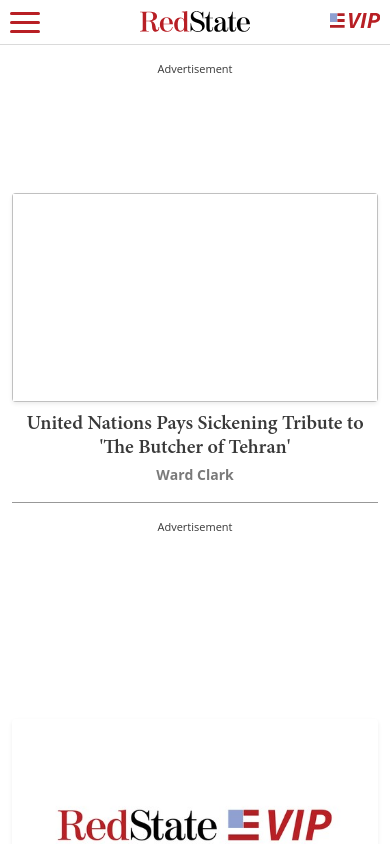 RedState
VIP
Advertisement
United Nations Pays Sickening Tribute to
'The Butcher of Tehran'
Ward Clark
Advertisement
RedState VIP